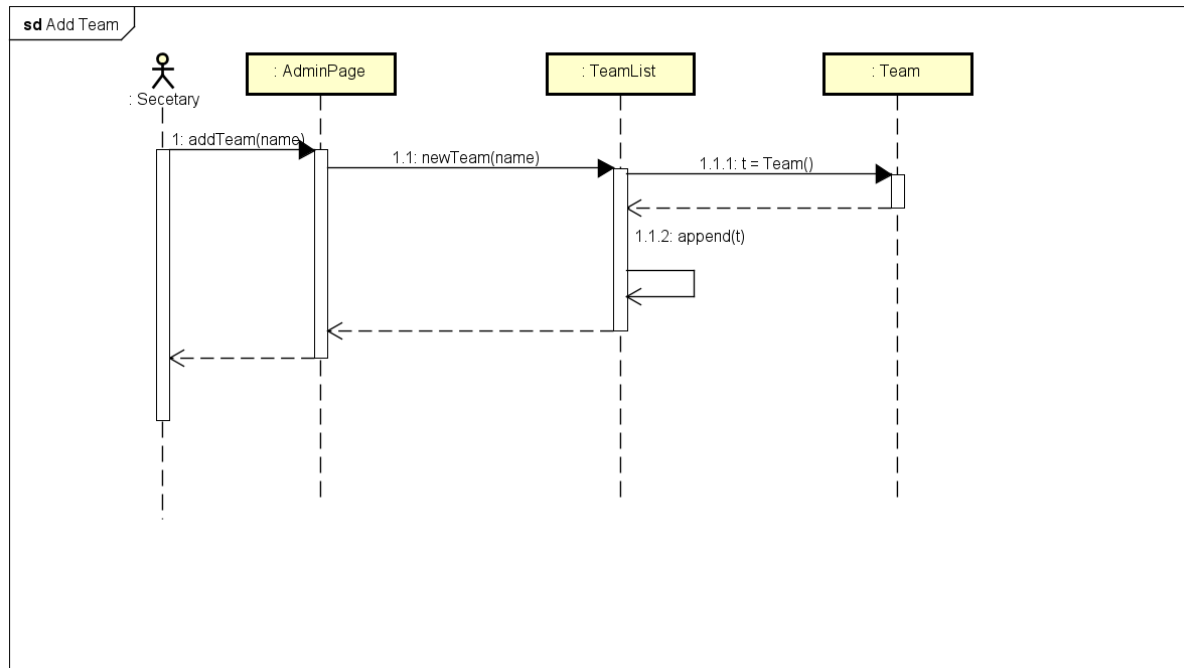 sd Add Team
: Secetary
: AdminPage
: TeamList
: Team
1: addTeam(name)
1.1: newTeam(name)
1.1.1: t = Team()
1.1.2: append(t)